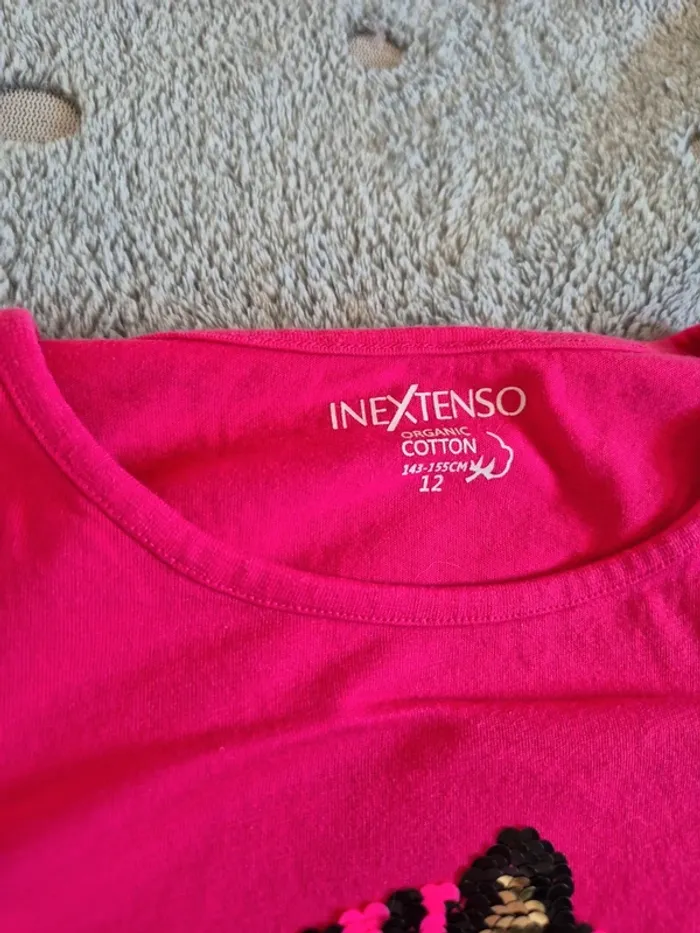 INEXTENSO
ORGANIC
COTTON
143-155CM
12